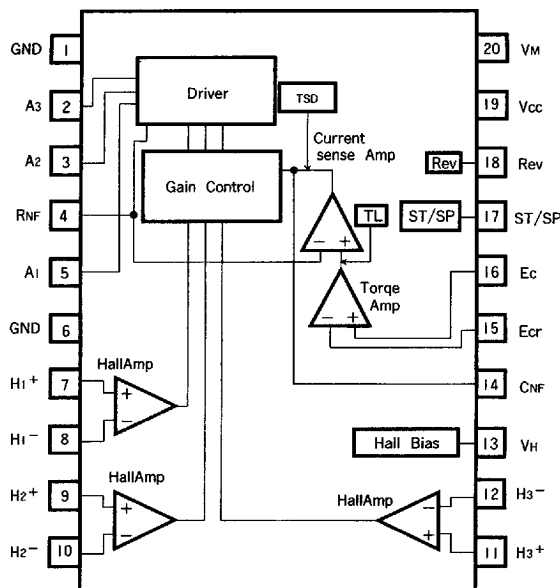 GND 1
20 VM
A3 2
Driver
TSD
19 Vcc
Current
sense Amp
A2 3
Rev 18 Rev
Gain Control
RNF 4
TL
ST/SP 17 ST/SP
- +
A1 5
16 Ec
Torqe
Amp
- +
GND 6
15 Ecr
HallAmp
H1+ 7
+
14 CNF
-
H1- 8
Hall Bias 13 VH
HallAmp
H2+ 9
+
HallAmp
- 12 H3-
-
H2- 10
+
11 H3+